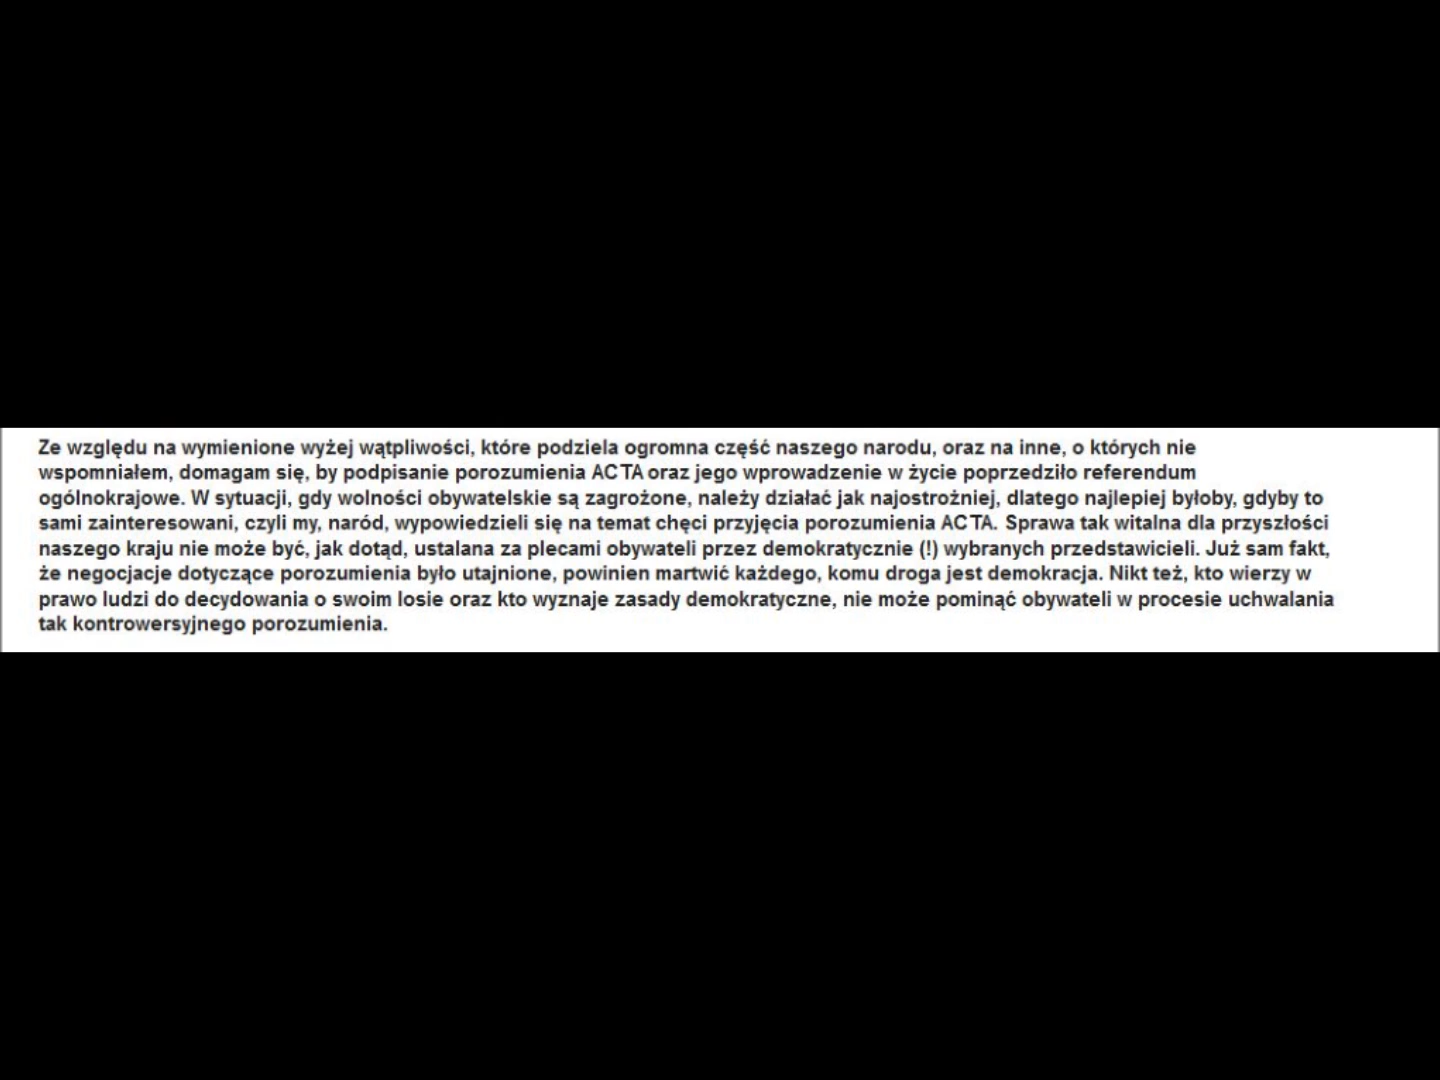 Ze względu na wymienione wyżej wątpliwości, które podziela ogromna część naszego narodu, oraz na inne, o których nie
wspomniałem, domagam się, by podpisanie porozumienia ACTA oraz jego wprowadzenie w życie poprzedziło referendum
ogólnokrajowe. W sytuacji, gdy wolności obywatelskie są zagrożone, należy działać jak najostrożniej, dlatego najlepiej byłoby, gdyby to
sami zainteresowani, czyli my, naród, wypowiedzieli się na temat chęci przyjęcia porozumienia ACTA. Sprawa tak witalna dla przyszłości
naszego kraju nie może być, jak dotąd, ustalana za plecami obywateli przez demokratycznie (!) wybranych przedstawicieli. Już sam fakt,
że negocjacje dotyczące porozumienia było utajnione, powinien martwić każdego, komu droga jest demokracja. Nikt też, kto wierzy w
prawo ludzi do decydowania o swoim losie oraz kto wyznaje zasady demokratyczne, nie może pominąć obywateli w procesie uchwalania
tak kontrowersyjnego porozumienia.